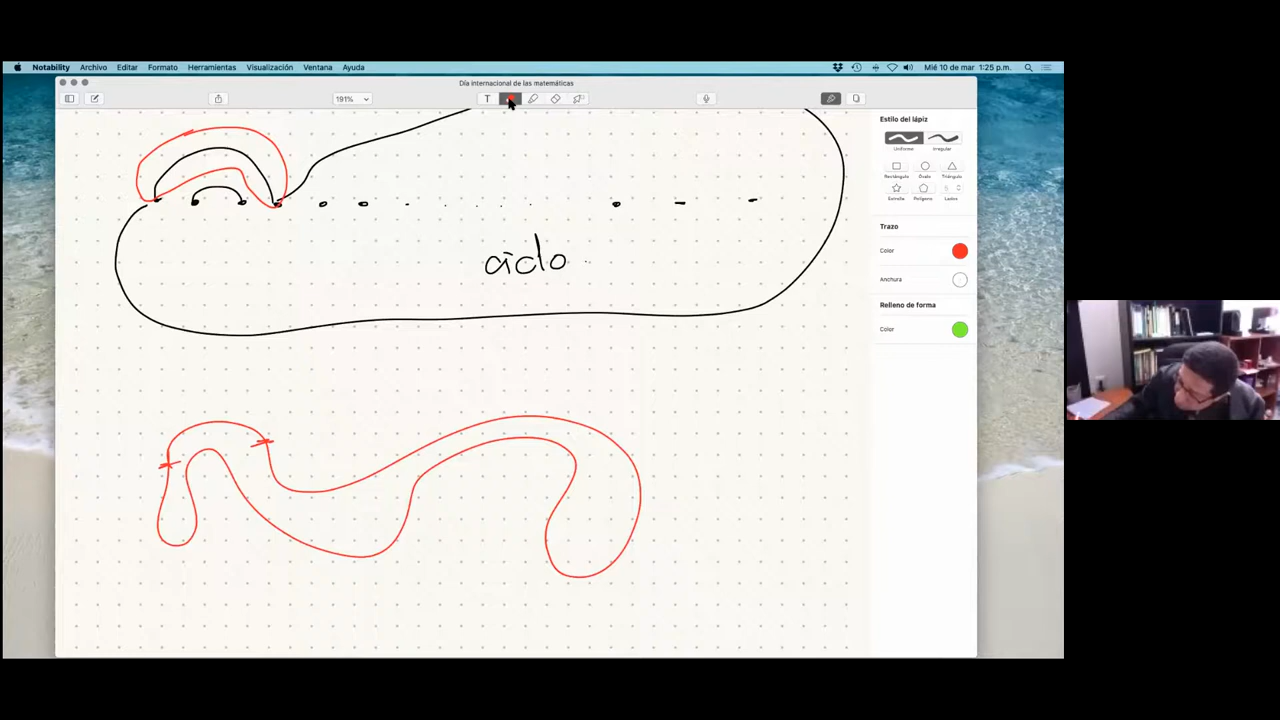 Notability Archivo Editar Formato Herramientas Visualización Ventana Ayuda Mié 10 de mar 1:25 p.m.
Día internacional de las matemáticas
191% T
Estilo del lápiz
Uniforme Irregular
Rectángulo Óvalo Triángulo
5
Estrella Polígono Lados
Trazo
Color
Anchura
Relleno de forma
Color
ciclo